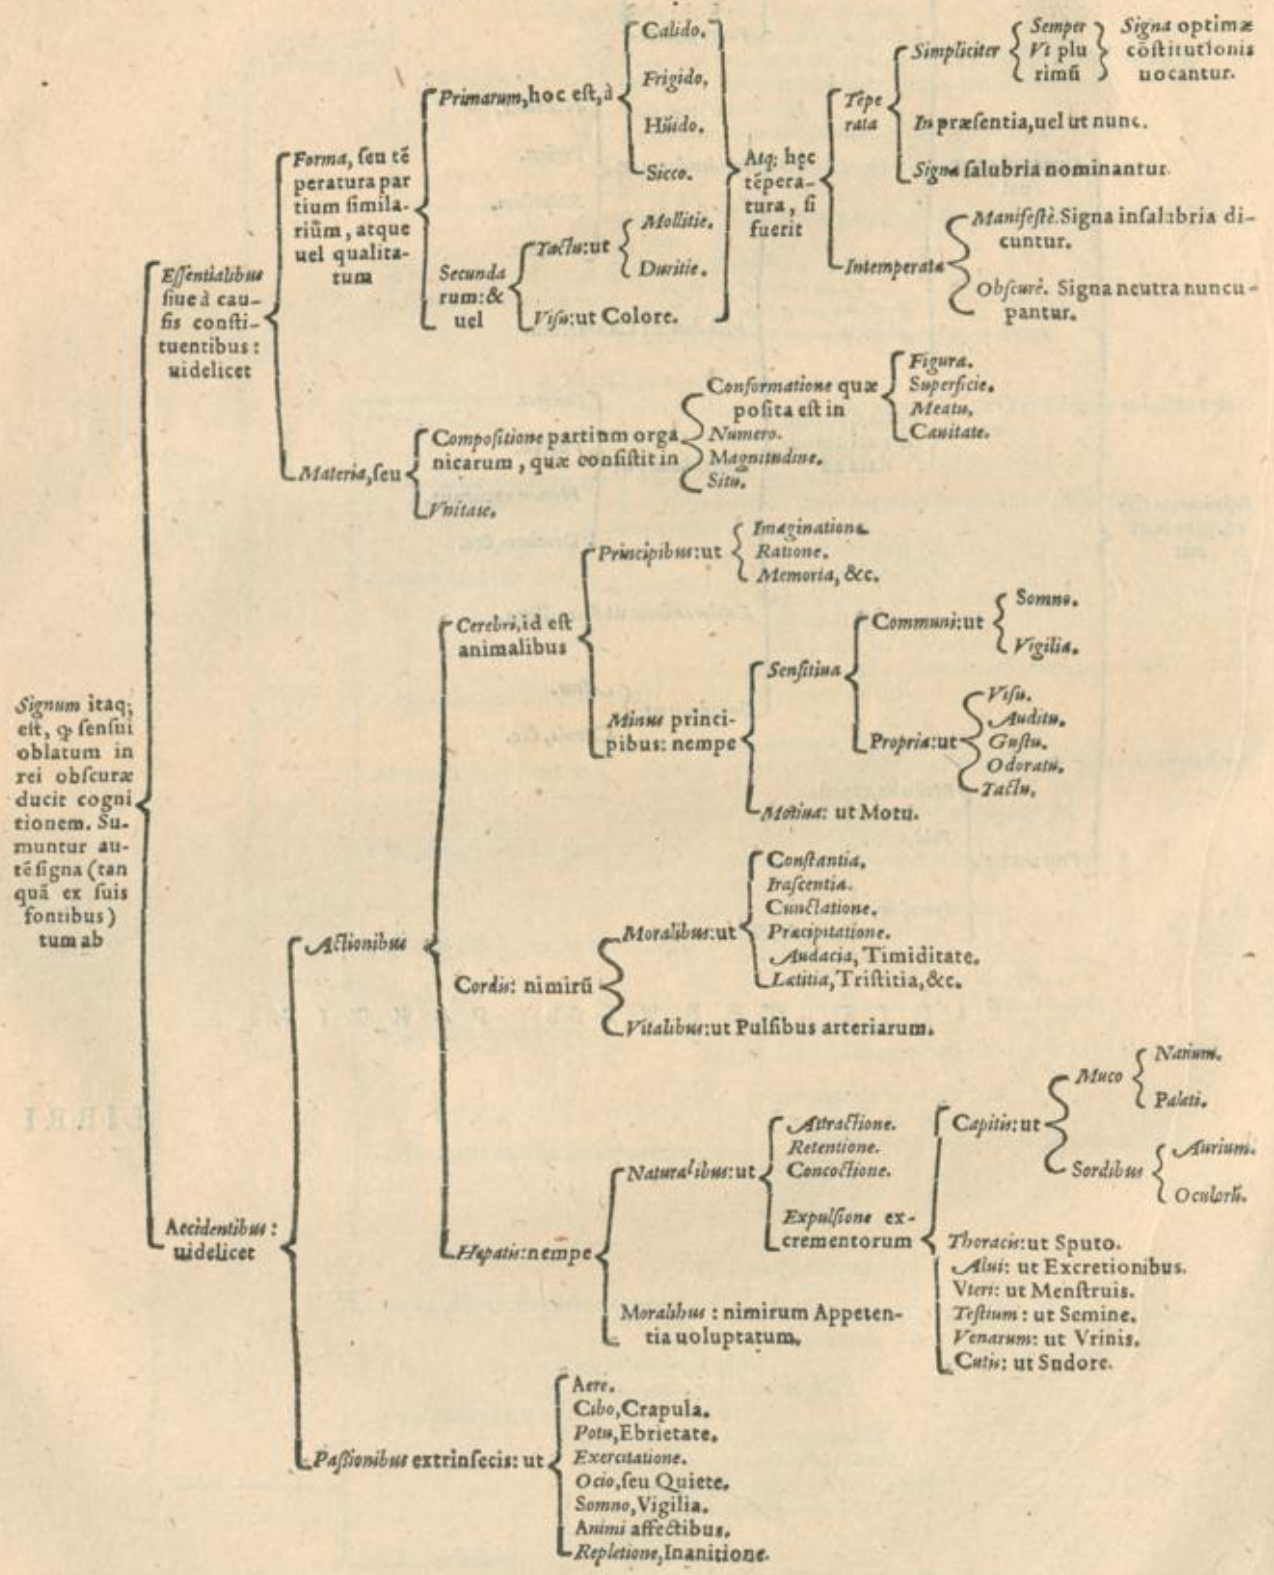 Signum itaq;
est, qƺ sensui
oblatum in
rei obscuræ
ducit cogni
tionem. Su-
muntur au-
tē signa (tan
quā ex suis
fontibus)
tum ab
Essentialibus
siue à cau-
sis consti-
tuentibus:
uidelicet
Forma, seu tē
peratura par
tium simila-
riūm, atque
uel qualita-
tum
Primarum, hoc est, à
Calido.
Frigido,
Hūido.
Sicco.
Secunda
rum: &
uel
Tactu: ut
Mollitie.
Duritie.
Visu: ut Colore.
Atq; hęc
tēpera-
tura, si
fuerit
Tēpe
rata
Simpliciter
Semper
Vt plu
rimū
Signa optimæ
cōstitutionis
uocantur.
In præsentia, uel ut nunc.
Signa salubria nominantur.
Intemperata
Manifestè. Signa insalubria di-
cuntur.
Obscurè. Signa neutra nuncu-
pantur.
Materia, seu
Compositione partium orga
nicarum, quæ consistit in
Conformatione quæ
posita est in
Figura.
Superficie.
Meatu.
Cauitate.
Numero.
Magnitudine.
Situ.
Vnitate.
Accidentibus:
uidelicet
Actionibus
Cerebri, id est
animalibus
Principibus: ut
Imaginatione.
Ratione.
Memoria, &c.
Minus princi-
pibus: nempe
Sensitiua
Communi: ut
Somno.
Vigilia.
Propria: ut
Visu.
Auditu.
Gustu.
Odoratu.
Tactu.
Motiua: ut Motu.
Cordis: nimirū
Moralibus: ut
Constantia.
Irascentia.
Cunctatione.
Præcipitatione.
Audacia, Timiditate.
Lætitia, Tristitia, &c.
Vitalibus: ut Pulsibus arteriarum.
Hepatis: nempe
Naturalibus: ut
Attractione.
Retentione.
Concoctione.
Expulsione ex-
crementorum
Capitis: ut
Muco
Narium.
Palati.
Sordibus
Aurium.
Oculorū.
Thoracis: ut Sputo.
Alui: ut Excretionibus.
Vteri: ut Menstruis.
Testium: ut Semine.
Venarum: ut Vrinis.
Cutis: ut Sudore.
Moralibus: nimirum Appeten-
tia uoluptatum.
Passionibus extrinsecis: ut
Aere.
Cibo, Crapula.
Potu, Ebrietate.
Exercitatione.
Ocio, seu Quiete.
Somno, Vigilia.
Animi affectibus.
Repletione, Inanitione.